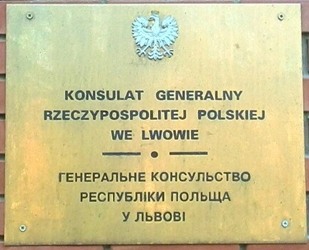 KONSULAT GENERALNY
RZECZYPOSPOLITEJ POLSKIEJ
WE LWOWIE
ГЕНЕРАЛЬНЕ КОНСУЛЬСТВО
РЕСПУБЛІКИ ПОЛЬЩА
У ЛЬВОВІ